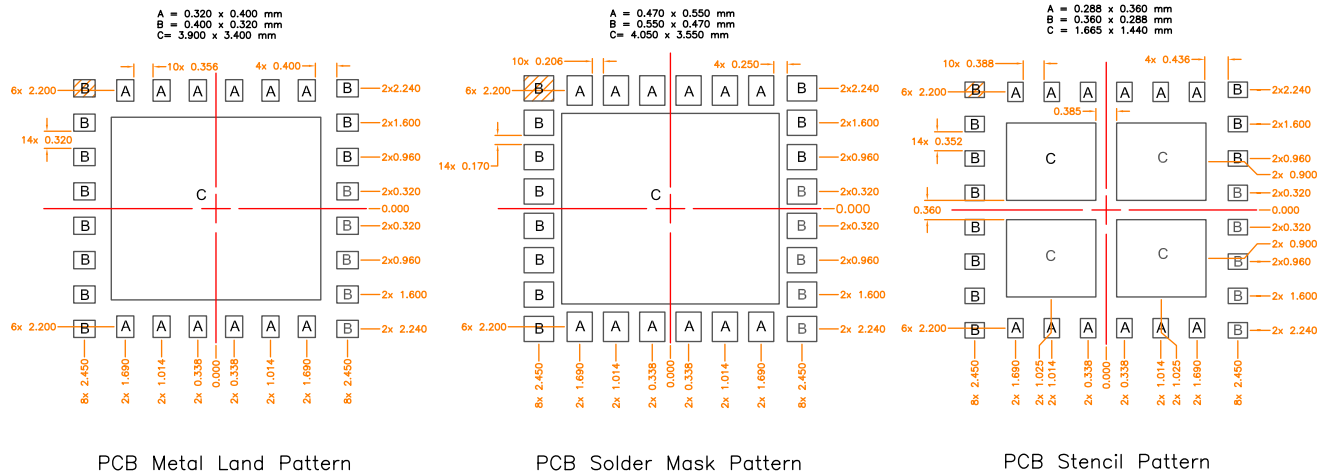 A = 0.320 x 0.400 mm
B = 0.400 x 0.320 mm
C= 3.900 x 3.400 mm
10x 0.356
4x 0.400
6x 2.200
B
A
A
A
A
A
A
B
2x2.240
B
B
2x1.600
14x 0.320
B
B
2x0.960
B
C
B
2x0.320
0.000
B
B
2x0.320
B
B
2x0.960
B
B
2x 1.600
6x 2.200
B
A
A
A
A
A
A
B
2x 2.240
8x 2.450
2x 1.690
2x 1.014
2x 0.338
0.000
2x 0.338
2x 1.014
2x 1.690
8x 2.450
PCB Metal Land Pattern
A = 0.470 x 0.550 mm
B = 0.550 x 0.470 mm
C= 4.050 x 3.550 mm
10x 0.206
4x 0.250
6x 2.200
B
A
A
A
A
A
A
B
2x2.240
B
B
2x1.600
14x 0.170
B
B
2x0.960
B
C
B
2x0.320
0.000
B
B
2x0.320
B
B
2x0.960
B
B
2x 1.600
6x 2.200
B
A
A
A
A
A
A
B
2x 2.240
8x 2.450
2x 1.690
2x 1.014
2x 0.338
0.000
2x 0.338
2x 1.014
2x 1.690
8x 2.450
PCB Solder Mask Pattern
A = 0.288 x 0.360 mm
B = 0.360 x 0.288 mm
C = 1.665 x 1.440 mm
10x 0.388
4x 0.436
6x 2.200
B
A
A
A
A
A
A
B
2x2.240
0.385
B
B
2x1.600
14x 0.352
B
C
C
B
2x0.960
2x 0.900
B
B
2x0.320
0.360
0.000
B
B
2x0.320
2x 0.900
B
C
C
B
2x0.960
B
B
2x 1.600
6x 2.200
B
A
A
A
A
A
A
B
2x 2.240
8x 2.450
2x 1.690
2x 1.025
2x 1.014
2x 0.338
0.000
2x 0.338
2x 1.014
2x 1.025
2x 1.690
8x 2.450
PCB Stencil Pattern